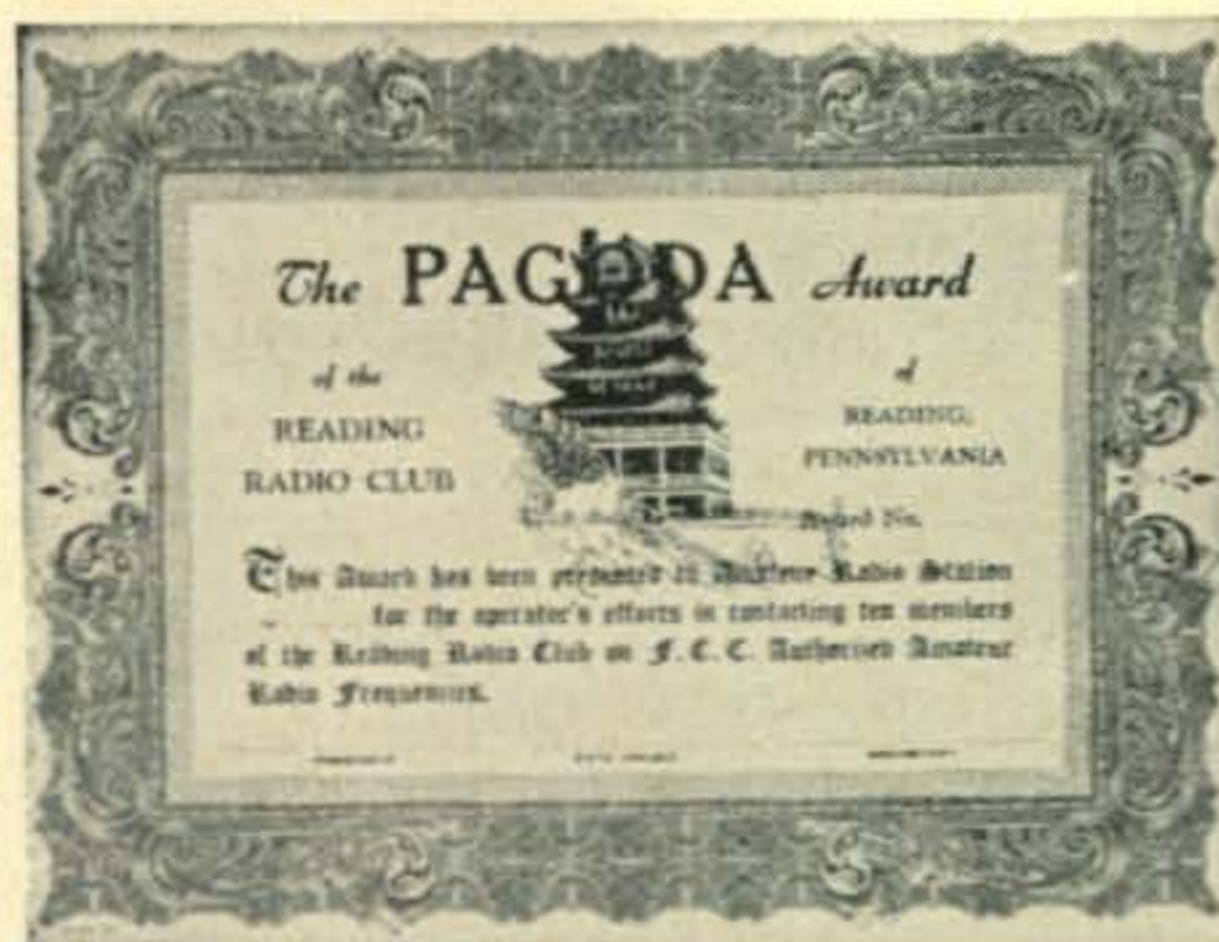 The PAGODA Award
of the
READING
RADIO CLUB
of
READING,
PENNSYLVANIA
Award No.
This Award has been presented to Amateur Radio Station
for the operator's efforts in contacting ten members
of the Reading Radio Club on F.C.C. Authorized Amateur
Radio Frequencies.